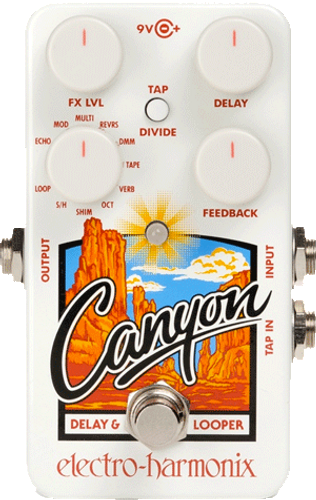 9V +
TAP
FX LVL
DELAY
DIVIDE
MULTI
MOD
REVRS
ECHO
DMM
TAPE
LOOP
VERB
S/H
OCT
SHIM
FEEDBACK
OUTPUT
INPUT
TAP IN
Canyon
DELAY & LOOPER
electro-harmonix